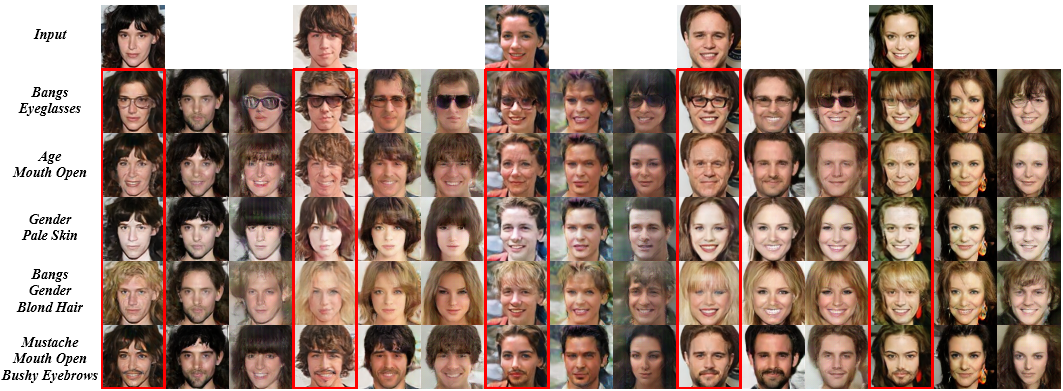 Input
Bangs
Eyeglasses
Age
Mouth Open
Gender
Pale Skin
Bangs
Gender
Blond Hair
Mustache
Mouth Open
Bushy Eyebrows